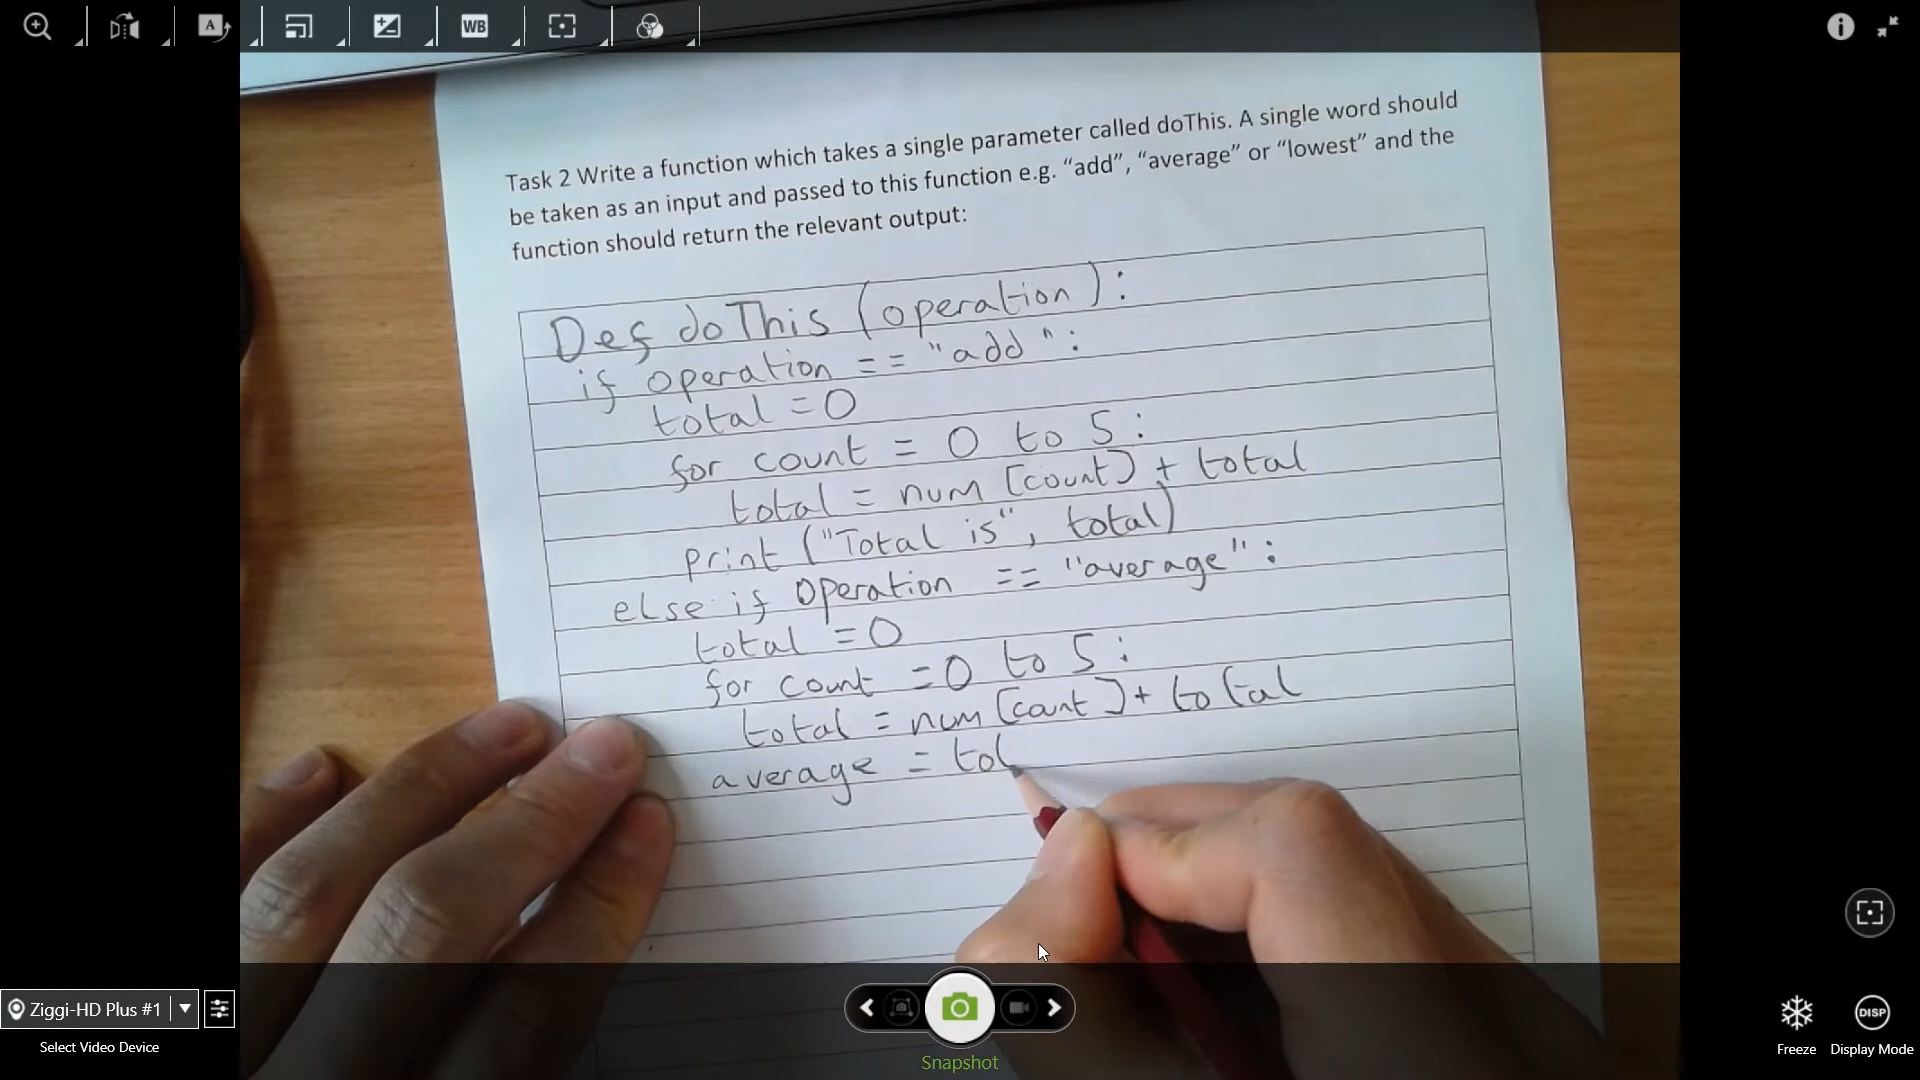 WB
Task 2 Write a function which takes a single parameter called doThis. A single word should
be taken as an input and passed to this function e.g. “add”, “average” or “lowest” and the
function should return the relevant output:
Def doThis (operation):
if operation == "add":
total = 0
for count = 0 to 5:
total = num [count] + total
print ("Total is", total)
else if Operation == "average":
total = 0
for count = 0 to 5:
total = num [count] + total
average = tot
Ziggi-HD Plus #1
Select Video Device
Snapshot
Freeze
DISP
Display Mode